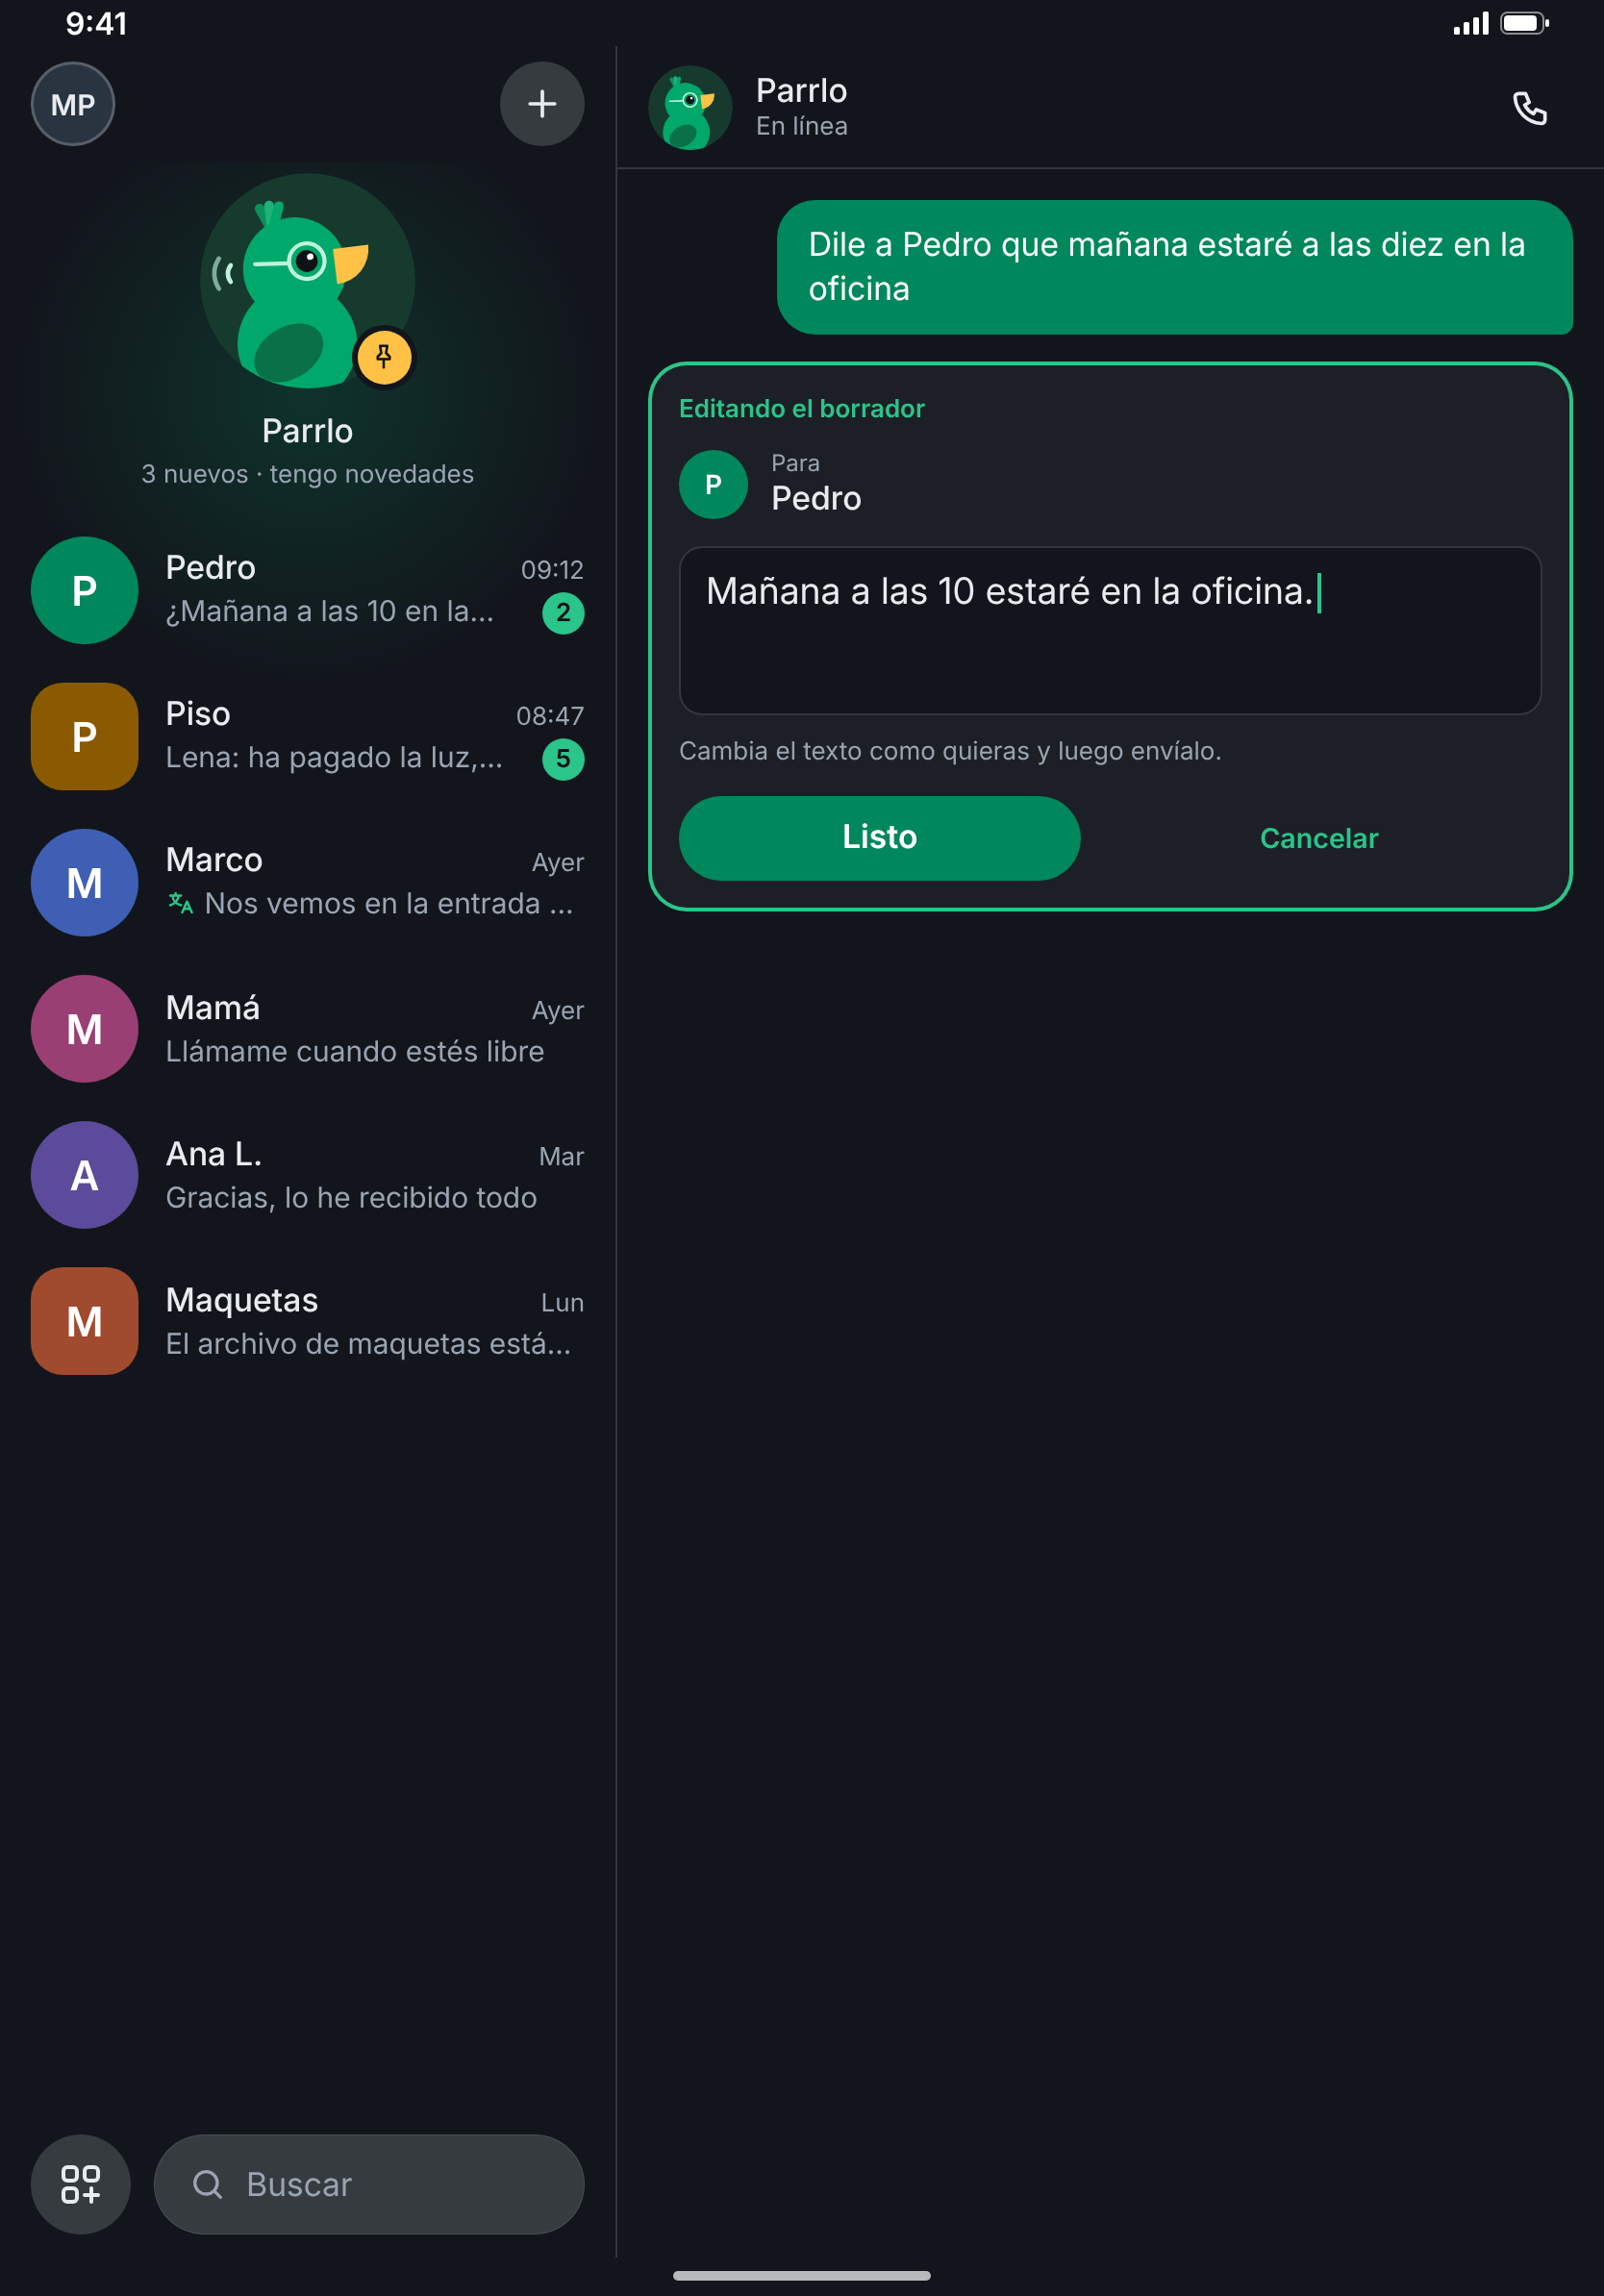 9:41
MP
Parrlo
3 nuevos · tengo novedades
P
Pedro
09:12
¿Mañana a las 10 en la...
2
P
Piso
08:47
Lena: ha pagado la luz,...
5
M
Marco
Ayer
Nos vemos en la entrada ...
M
Mamá
Ayer
Llámame cuando estés libre
A
Ana L.
Mar
Gracias, lo he recibido todo
M
Maquetas
Lun
El archivo de maquetas está...
Buscar
Parrlo
En línea
Dile a Pedro que mañana estaré a las diez en la
oficina
Editando el borrador
P
Para
Pedro
Mañana a las 10 estaré en la oficina.
Cambia el texto como quieras y luego envíalo.
Listo
Cancelar